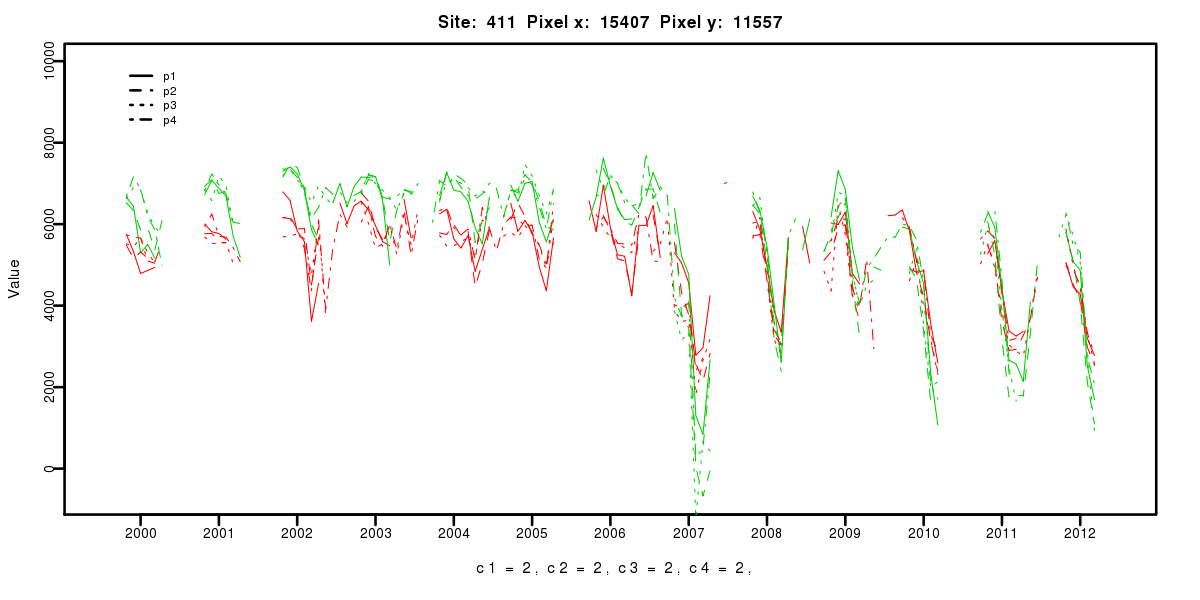 Site: 411 Pixel x: 15407 Pixel y: 11557
10000
8000
6000
4000
2000
0
Value
p1
p2
p3
p4
2000 2001 2002 2003 2004 2005 2006 2007 2008 2009 2010 2011 2012
c1 = 2, c2 = 2, c3 = 2, c4 = 2,